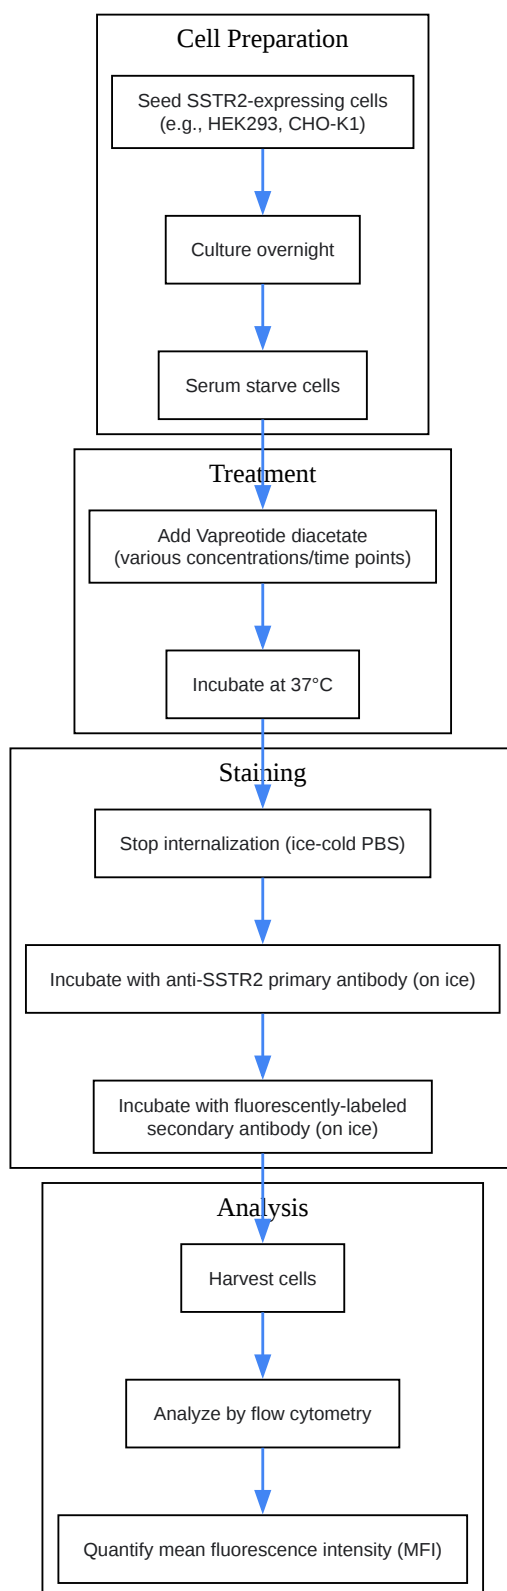 Cell Preparation
Seed SSTR2-expressing cells
(e.g., HEK293, CHO-K1)
Culture overnight
Serum starve cells
Treatment
Add Vapreotide diacetate
(various concentrations/time points)
Incubate at 37°C
Staining
Stop internalization (ice-cold PBS)
Incubate with anti-SSTR2 primary antibody (on ice)
Incubate with fluorescently-labeled
secondary antibody (on ice)
Analysis
Harvest cells
Analyze by flow cytometry
Quantify mean fluorescence intensity (MFI)